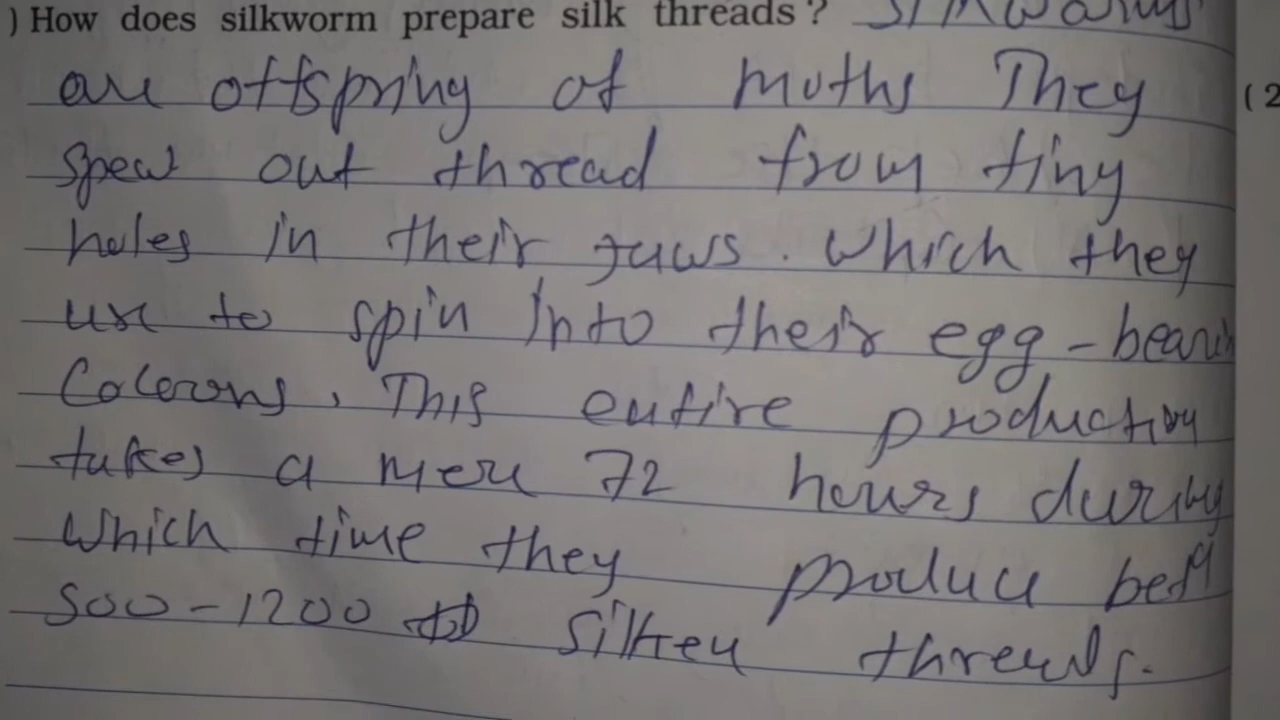 ) How does silkworm prepare silk threads ? Silkworms
are offspring of moths They
(2
spew out thread from tiny
holes in their jaws. Which they
use to spin into their egg-bearin
Cocoons, This entire production
takes a mere 72 hours during
which time they produce
500-1200 silken threads.